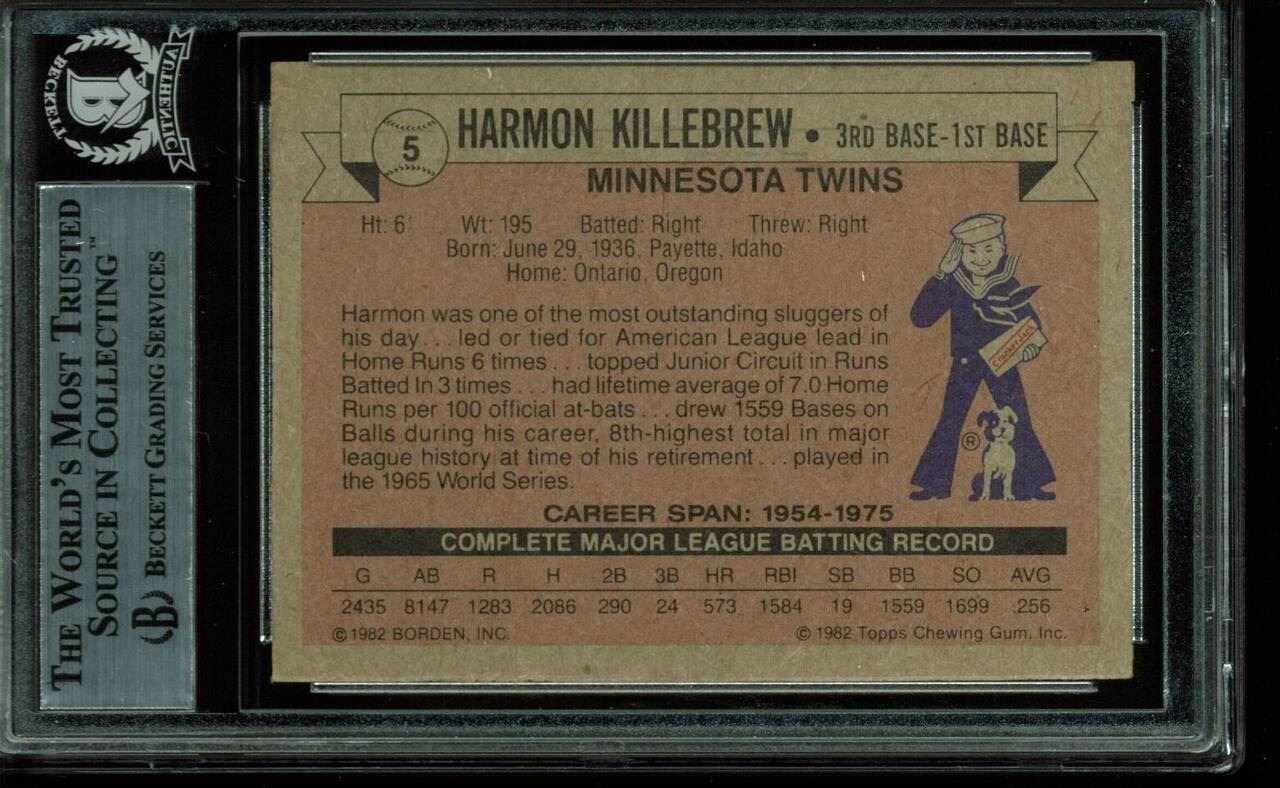 BECKETT
AUTHENTIC
B
THE WORLD'S MOST TRUSTED
SOURCE IN COLLECTING™
B BECKETT GRADING SERVICES
5
HARMON KILLEBREW • 3RD BASE-1ST BASE
MINNESOTA TWINS
Ht: 6' Wt: 195 Batted: Right Threw: Right
Born: June 29, 1936, Payette, Idaho
Home: Ontario, Oregon
Harmon was one of the most outstanding sluggers of
his day . . . led or tied for American League lead in
Home Runs 6 times . . . topped Junior Circuit in Runs
Batted In 3 times . . . had lifetime average of 7.0 Home
Runs per 100 official at-bats . . . drew 1559 Bases on
Balls during his career, 8th-highest total in major
league history at time of his retirement . . . played in
the 1965 World Series.
Cracker Jack
®
CAREER SPAN: 1954-1975
COMPLETE MAJOR LEAGUE BATTING RECORD
G AB R H 2B 3B HR RBI SB BB SO AVG
2435 8147 1283 2086 290 24 573 1584 19 1559 1699 .256
© 1982 BORDEN, INC. © 1982 Topps Chewing Gum, Inc.